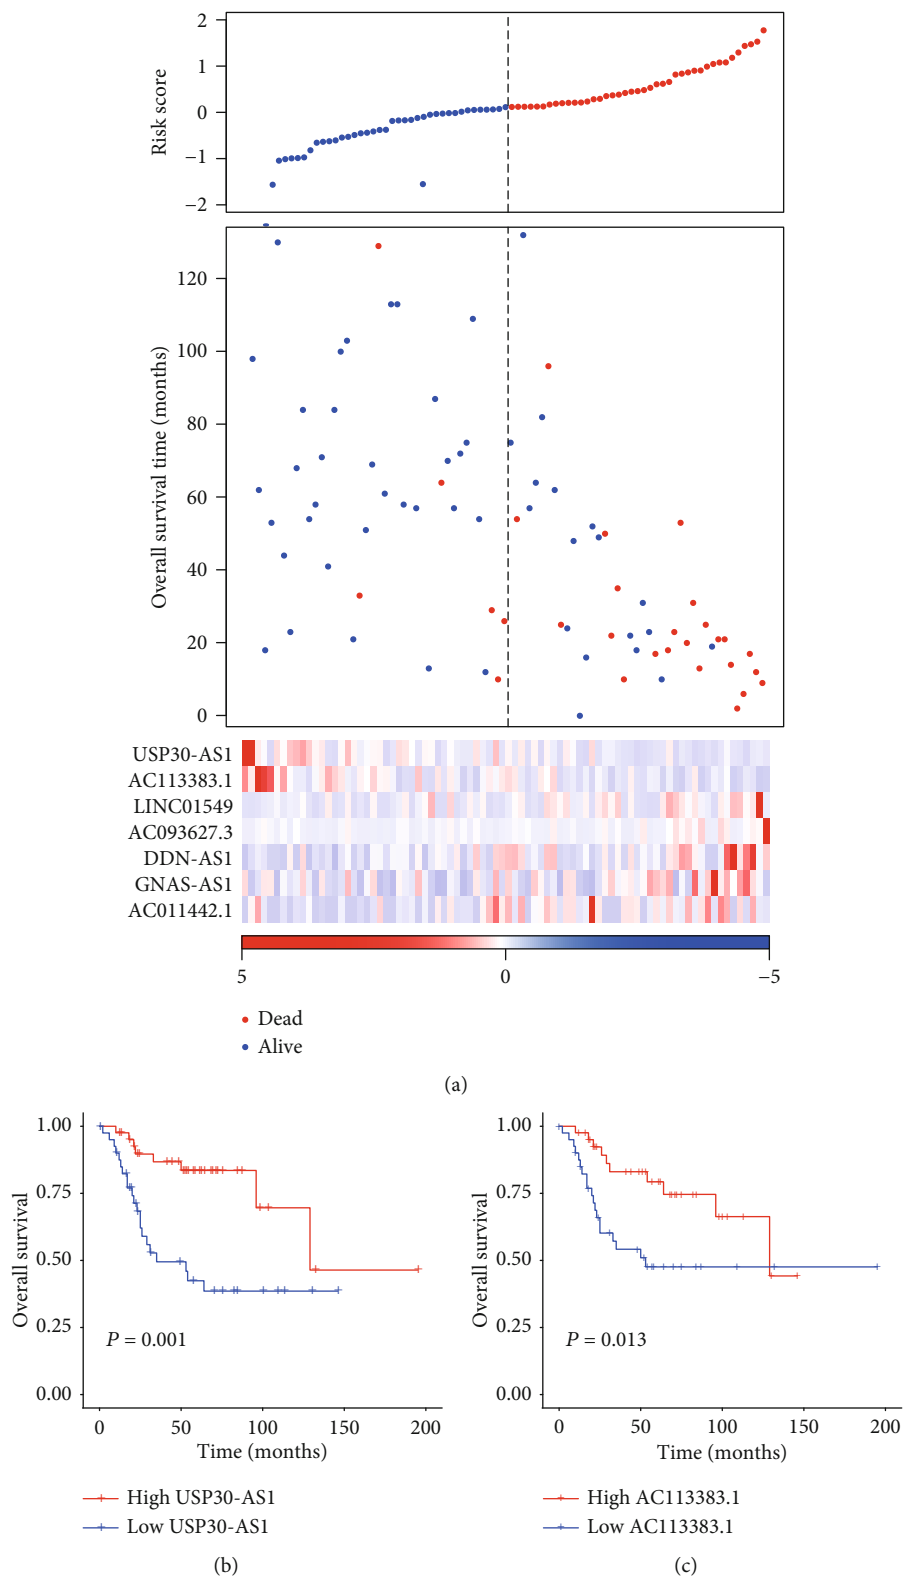 Risk score
2
1
0
−1
−2
Overall survival time (months)
120
100
80
60
40
20
0
USP30-AS1
AC113383.1
LINC01549
AC093627.3
DDN-AS1
GNAS-AS1
AC011442.1
5 0 −5
Dead
Alive
(a)
Overall survival
1.00
0.75
0.50
0.25
0.00
P = 0.001
0 50 100 150 200
Time (months)
High USP30-AS1
Low USP30-AS1
(b)
Overall survival
1.00
0.75
0.50
0.25
0.00
P = 0.013
0 50 100 150 200
Time (months)
High AC113383.1
Low AC113383.1
(c)